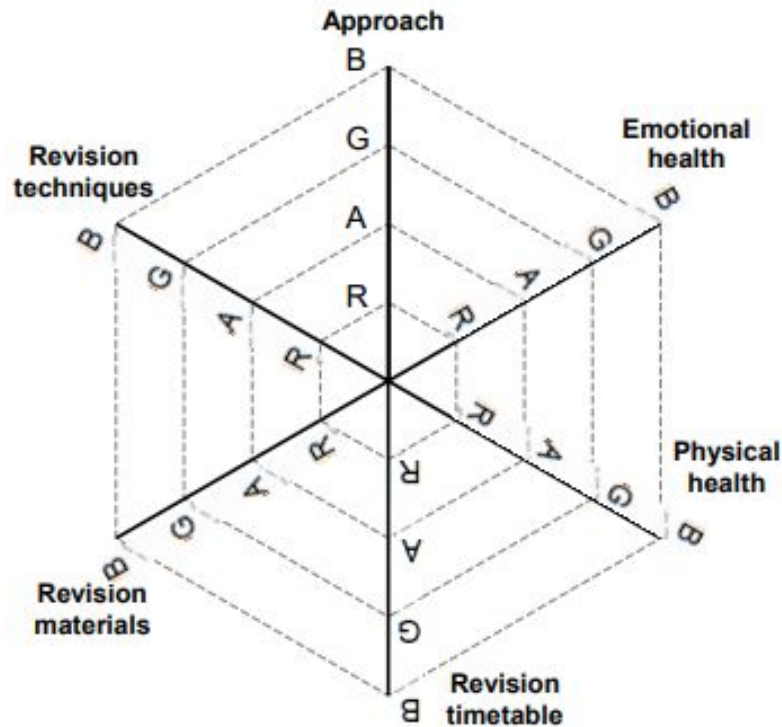 Approach
B
G
A
R
Emotional
health
B
G
A
R
Physical
health
R
A
G
B
Revision
timetable
R
A
G
B
Revision
materials
R
A
G
B
Revision
techniques
B
G
A
R